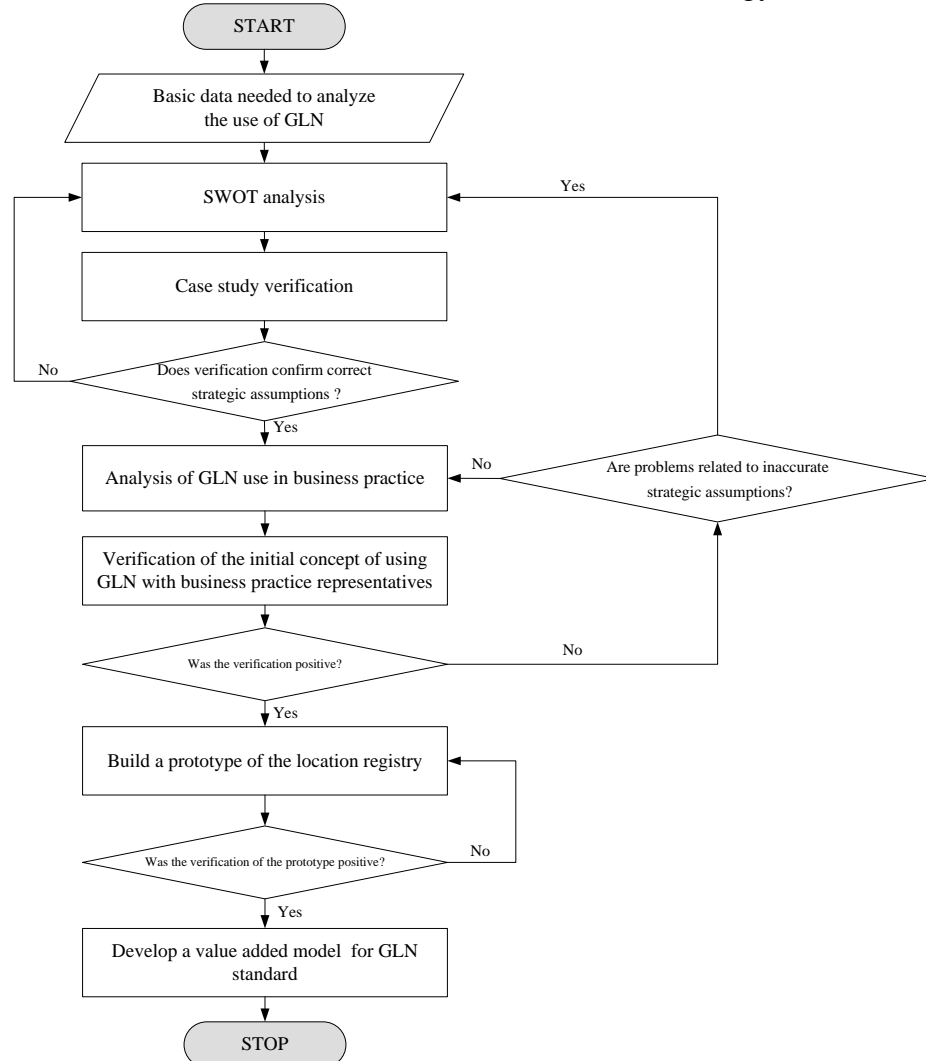 START
Basic data needed to analyze
the use of GLN
Yes
SWOT analysis
Case study verification
No
Does verification confirm correct
strategic assumptions ?
Yes
No
Analysis of GLN use in business practice
Are problems related to inaccurate
strategic assumptions?
Verification of the initial concept of using
GLN with business practice representatives
No
Was the verification positive?
Yes
Build a prototype of the location registry
No
Was the verification of the prototype positive?
Yes
Develop a value added model for GLN
standard
STOP